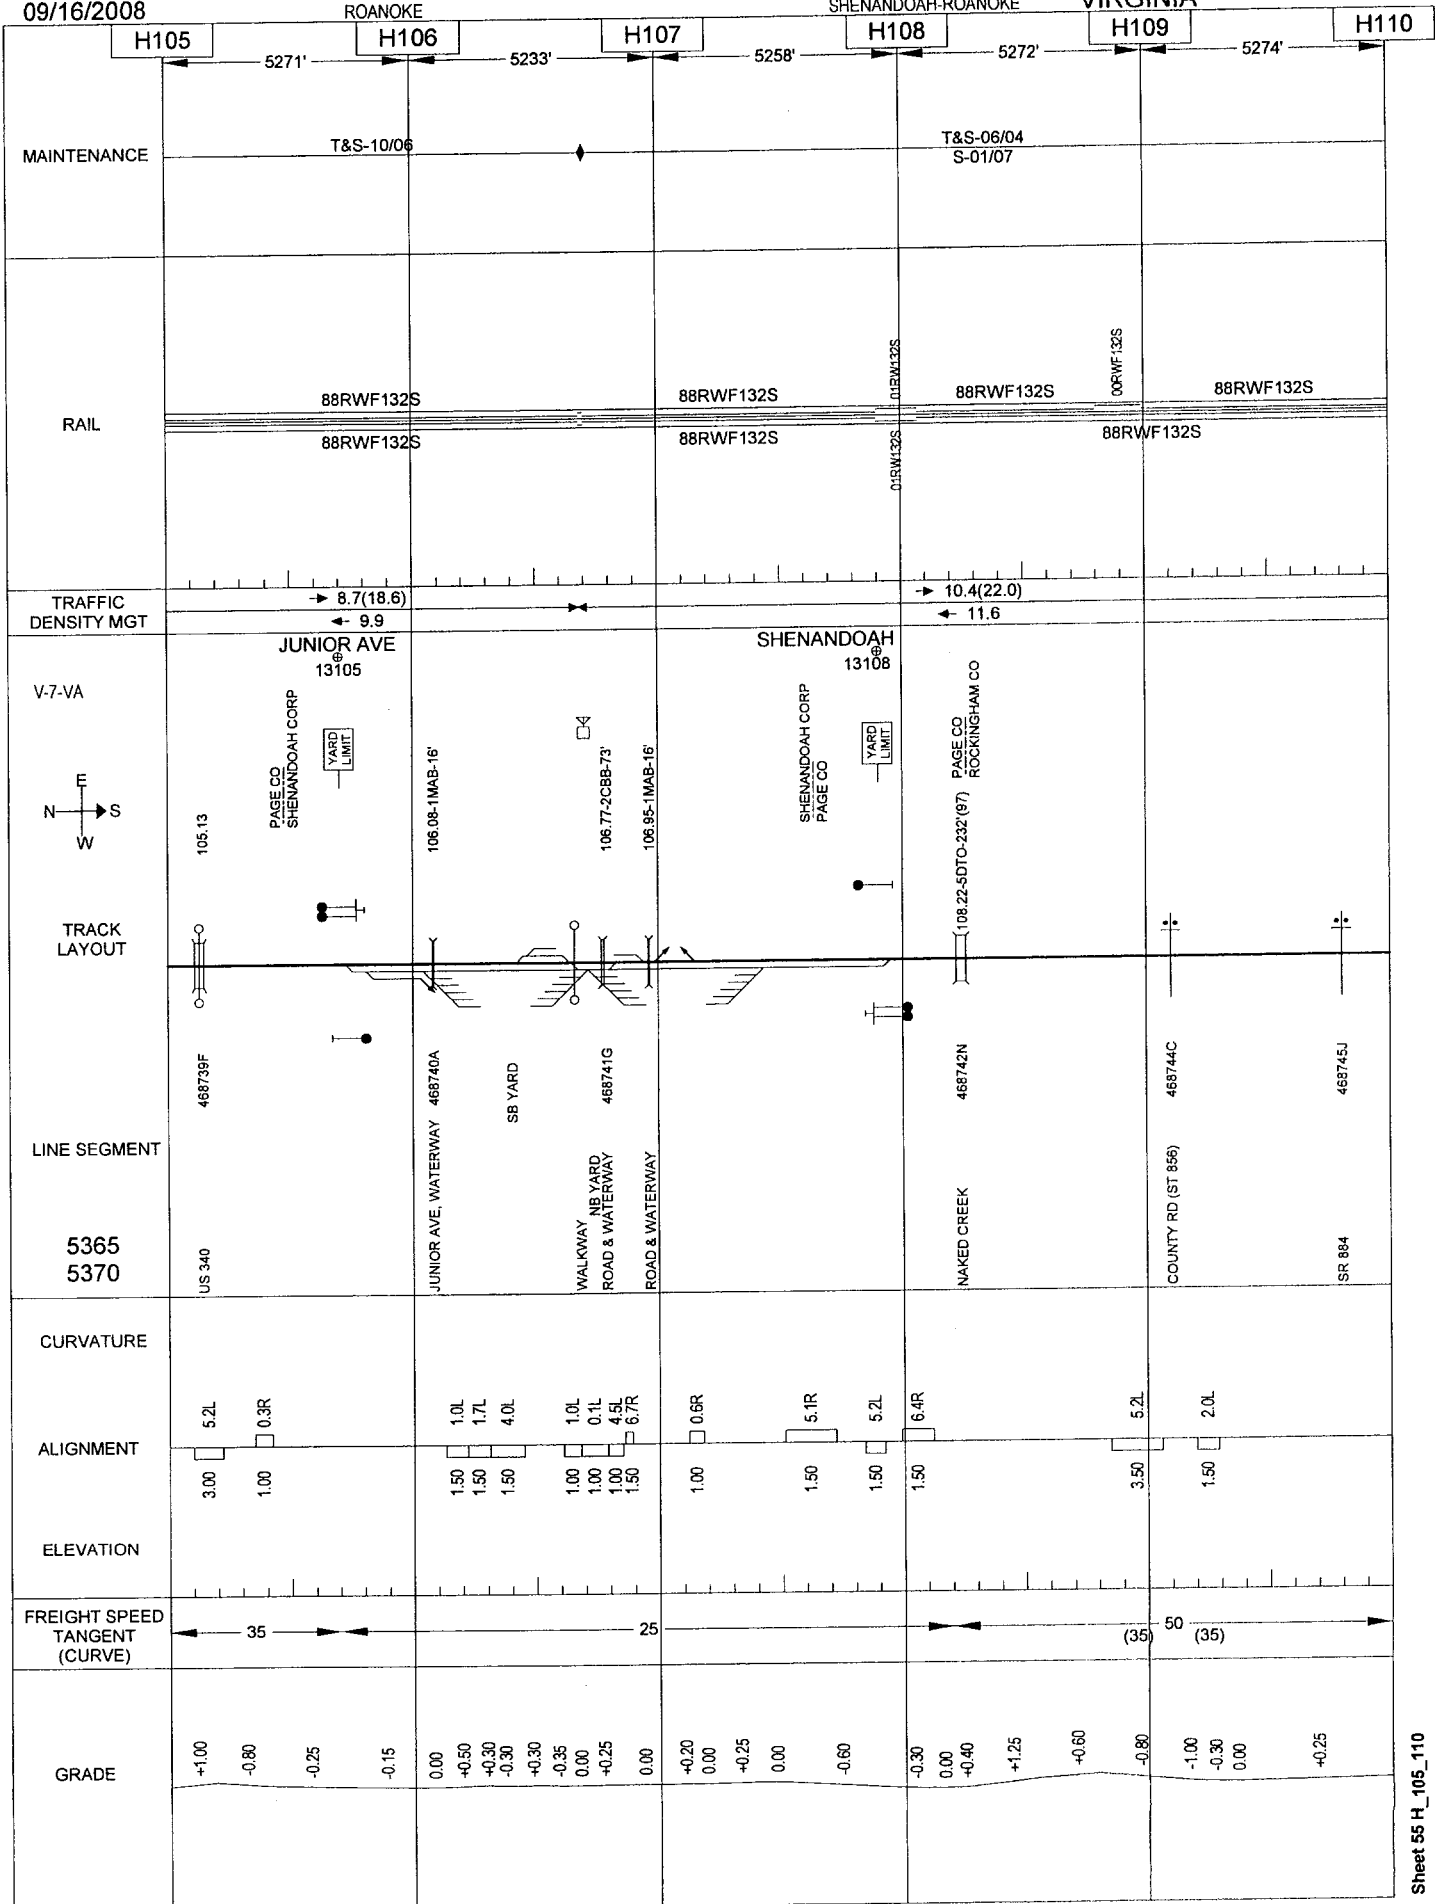 09/16/2008
ROANOKE
SHENANDOAH-ROANOKE
VIRGINIA
H105
H106
H107
H108
H109
H110
5271'
5233'
5258'
5272'
5274'
MAINTENANCE
T&S-10/06
T&S-06/04
S-01/07
RAIL
88RWF132S
88RWF132S
01RW132S
88RWF132S
00RWF132S
88RWF132S
88RWF132S
88RWF132S
01RW132S
88RWF132S
TRAFFIC
DENSITY MGT
8.7(18.6)
9.9
10.4(22.0)
11.6
JUNIOR AVE
13105
SHENANDOAH
13108
V-7-VA
N
E
S
W
105.13
PAGE CO
SHENANDOAH CORP
YARD
LIMIT
106.08-1MAB-16'
106.77-2CBB-73'
106.95-1MAB-16'
SHENANDOAH CORP
PAGE CO
YARD
LIMIT
108.22-5DTO-232'(97)
PAGE CO
ROCKINGHAM CO
TRACK
LAYOUT
468739F
468740A
SB YARD
468741G
468742N
468744C
468745J
LINE SEGMENT
5365
5370
US 340
JUNIOR AVE, WATERWAY
WALKWAY
NB YARD
ROAD & WATERWAY
ROAD & WATERWAY
NAKED CREEK
COUNTY RD (ST 856)
SR 884
CURVATURE
5.2L
0.3R
1.0L
1.7L
4.0L
1.0L
0.1L
4.5L
6.7R
0.6R
5.1R
5.2L
6.4R
5.2L
2.0L
ALIGNMENT
3.00
1.00
1.50
1.50
1.50
1.00
1.00
1.00
1.50
1.00
1.50
1.50
1.50
3.50
1.50
ELEVATION
FREIGHT SPEED
TANGENT
(CURVE)
35
25
50
(35)
(35)
GRADE
+1.00
-0.80
-0.25
-0.15
0.00
+0.50
+0.30
-0.30
+0.30
-0.35
0.00
+0.25
0.00
+0.20
0.00
+0.25
0.00
-0.60
-0.30
0.00
+0.40
+1.25
+0.60
-0.80
-1.00
-0.30
0.00
+0.25
Sheet 55 H_105_110